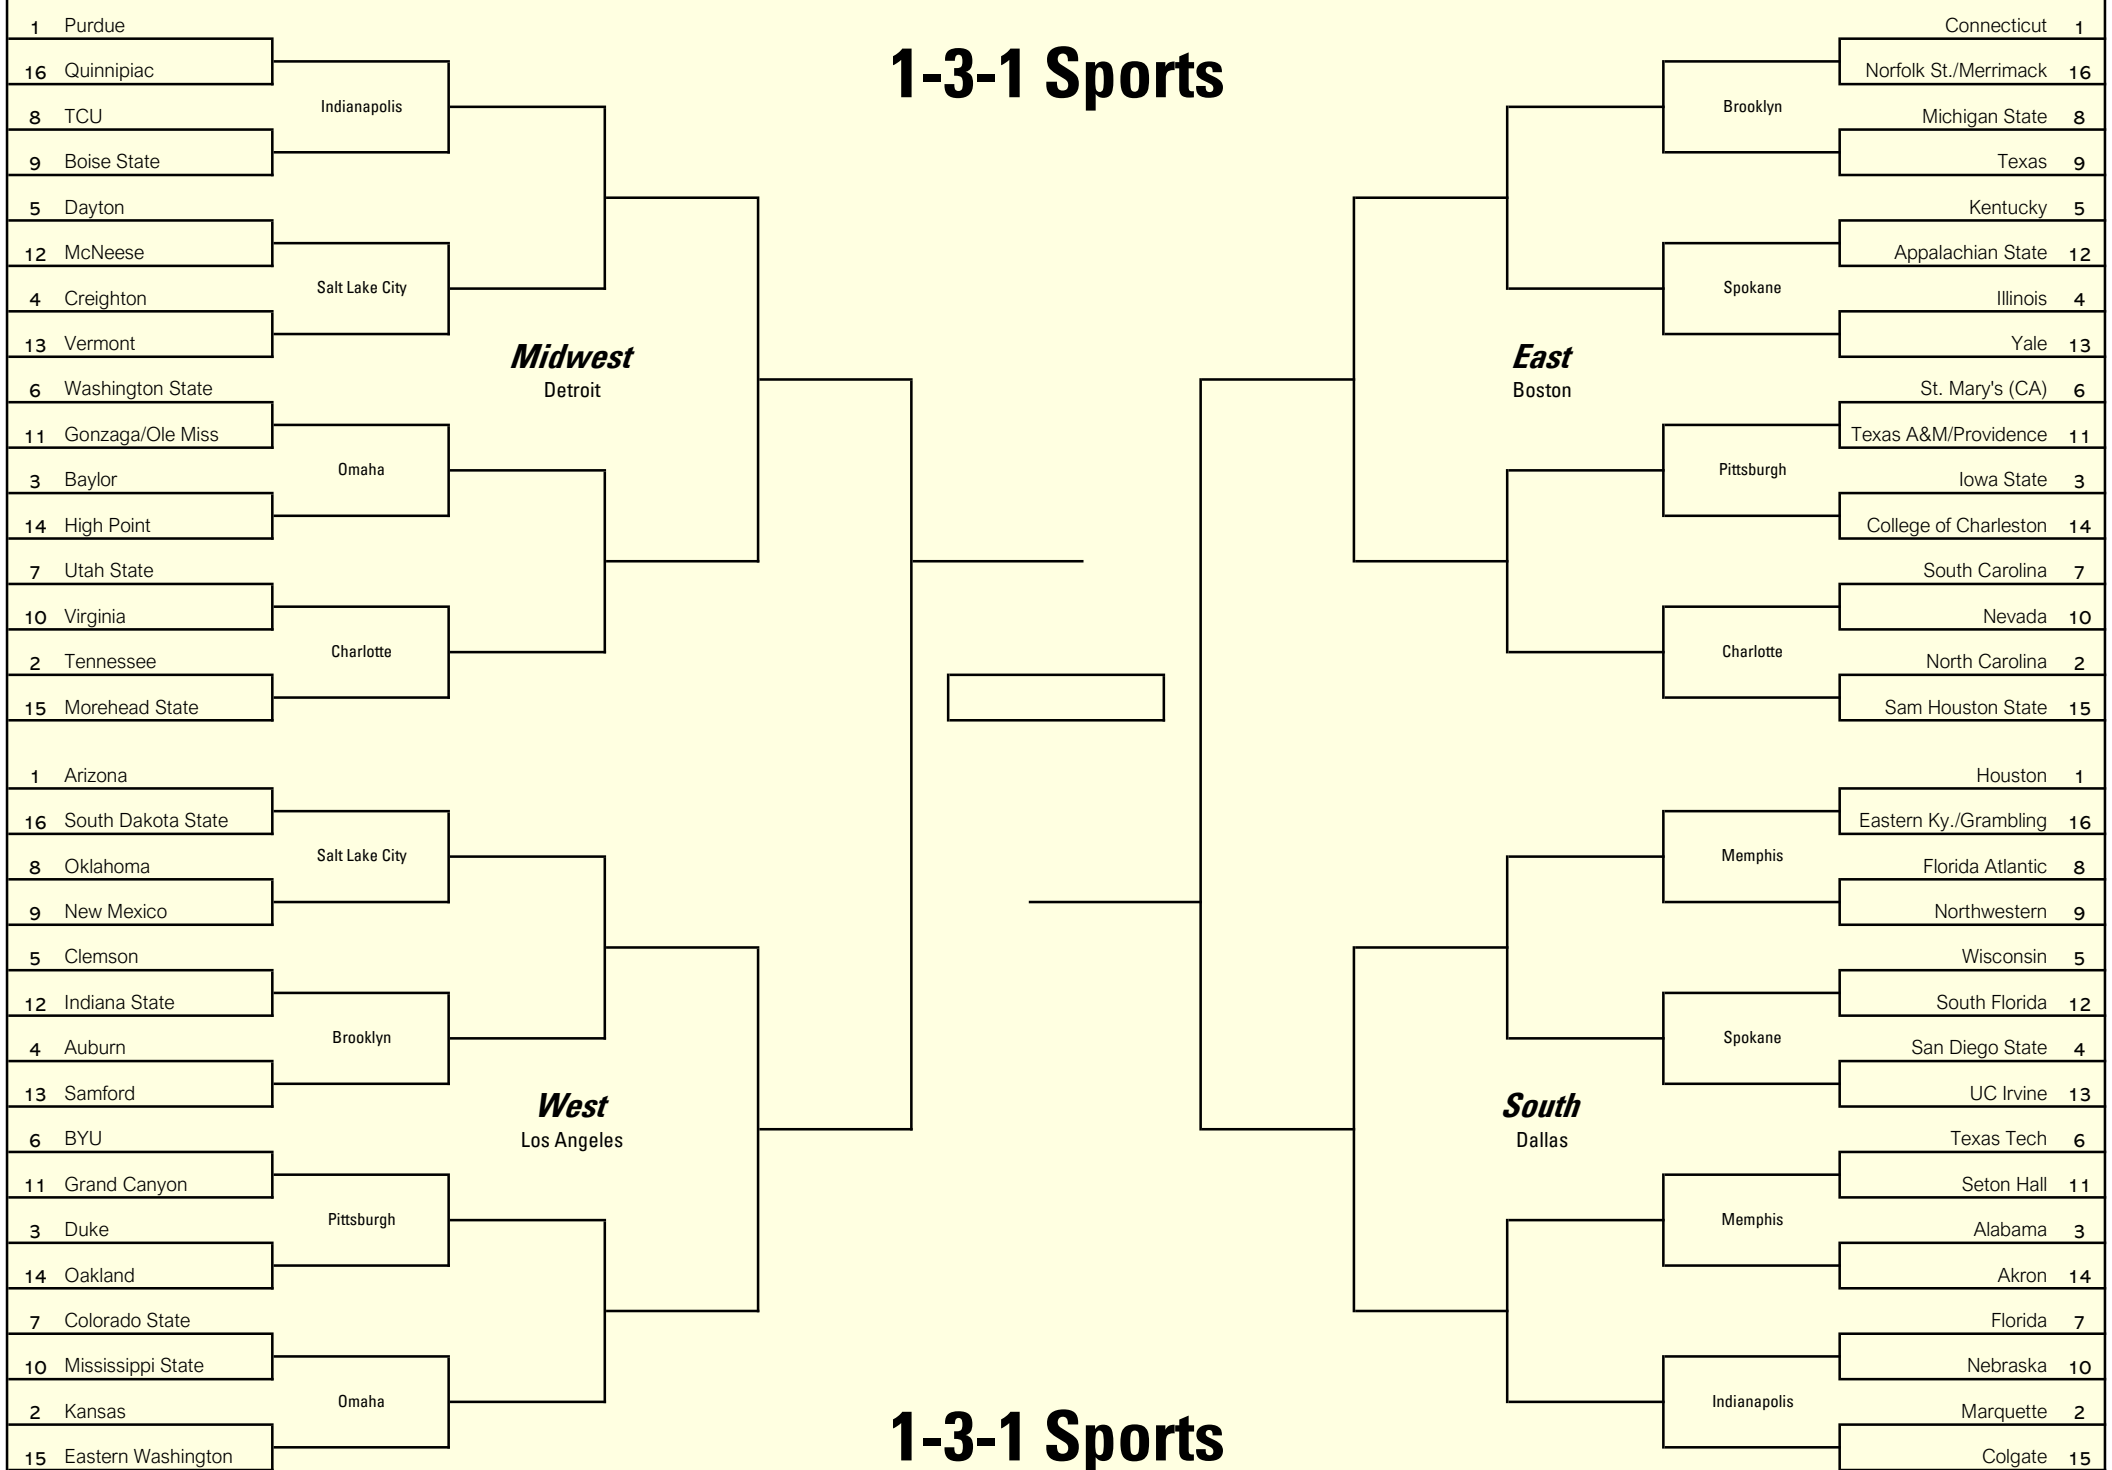 1-3-1 Sports
1 Purdue
16 Quinnipiac
Indianapolis
8 TCU
9 Boise State
5 Dayton
12 McNeese
Salt Lake City
4 Creighton
13 Vermont
Midwest
Detroit
6 Washington State
11 Gonzaga/Ole Miss
Omaha
3 Baylor
14 High Point
7 Utah State
10 Virginia
Charlotte
2 Tennessee
15 Morehead State
1 Arizona
16 South Dakota State
Salt Lake City
8 Oklahoma
9 New Mexico
5 Clemson
12 Indiana State
Brooklyn
4 Auburn
13 Samford
West
Los Angeles
6 BYU
11 Grand Canyon
Pittsburgh
3 Duke
14 Oakland
7 Colorado State
10 Mississippi State
Omaha
2 Kansas
15 Eastern Washington
Connecticut 1
Norfolk St./Merrimack 16
Brooklyn
Michigan State 8
Texas 9
Kentucky 5
Appalachian State 12
Spokane
Illinois 4
Yale 13
East
Boston
St. Mary's (CA) 6
Texas A&M/Providence 11
Pittsburgh
Iowa State 3
College of Charleston 14
South Carolina 7
Nevada 10
Charlotte
North Carolina 2
Sam Houston State 15
Houston 1
Eastern Ky./Grambling 16
Memphis
Florida Atlantic 8
Northwestern 9
Wisconsin 5
South Florida 12
Spokane
San Diego State 4
UC Irvine 13
South
Dallas
Texas Tech 6
Seton Hall 11
Memphis
Alabama 3
Akron 14
Florida 7
Nebraska 10
Indianapolis
Marquette 2
Colgate 15
1-3-1 Sports